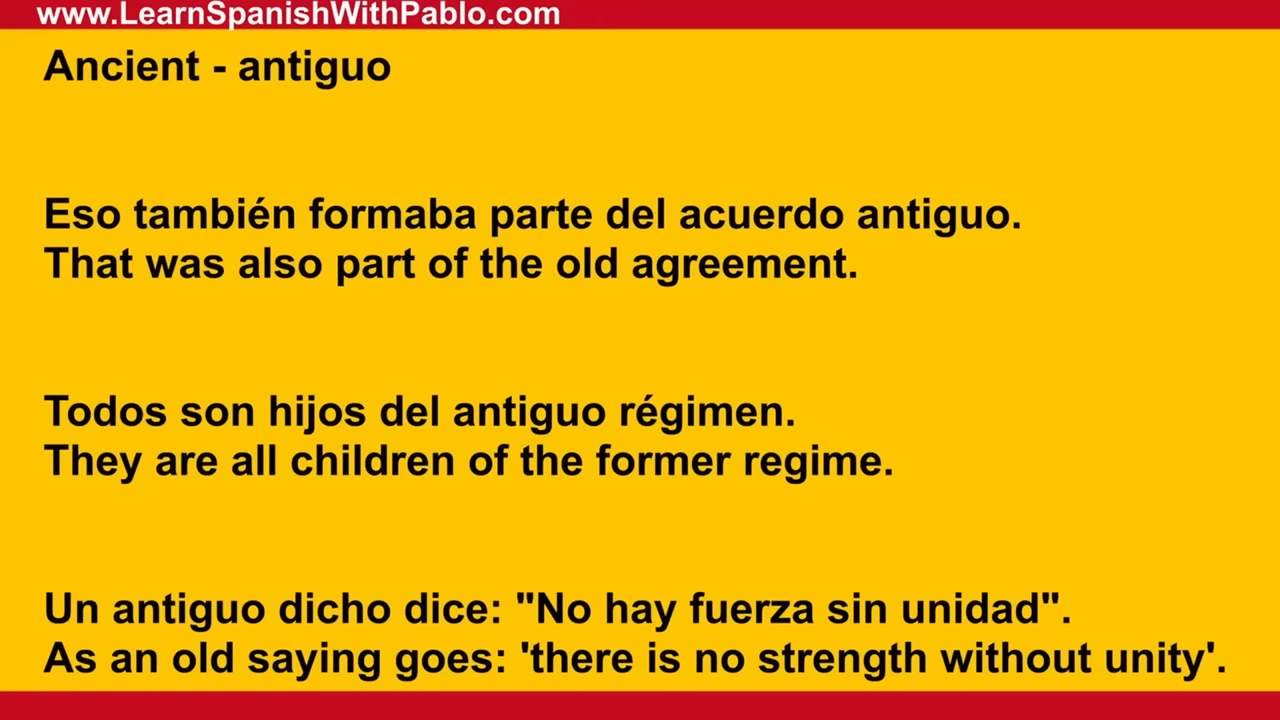 www.LearnSpanishWithPablo.com
Ancient - antiguo
Eso también formaba parte del acuerdo antiguo.
That was also part of the old agreement.
Todos son hijos del antiguo régimen.
They are all children of the former regime.
Un antiguo dicho dice: "No hay fuerza sin unidad".
As an old saying goes: 'there is no strength without unity'.